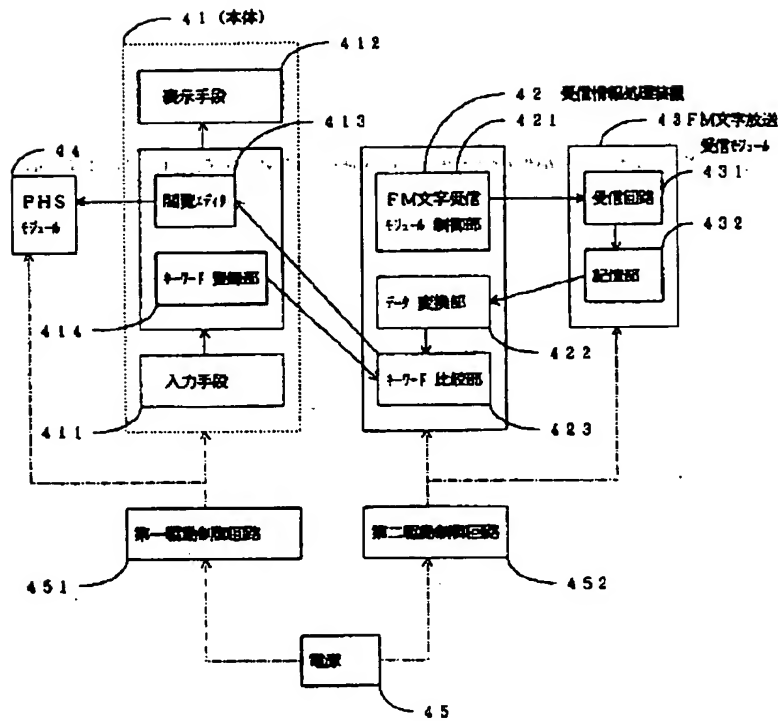 41 (本体)
412
表示手段
413
44
PHS
モジュール
閲覧エディタ
キーワード 登録部
414
入力手段
411
42 受信情報処理装置
421
FM文字受信
モジュール 制御部
データ 変換部
422
キーワード 比較部
423
43 FM文字放送
受信モジュール
431
受信回路
432
記憶部
第一駆動制御回路
451
第二駆動制御回路
452
電源
45